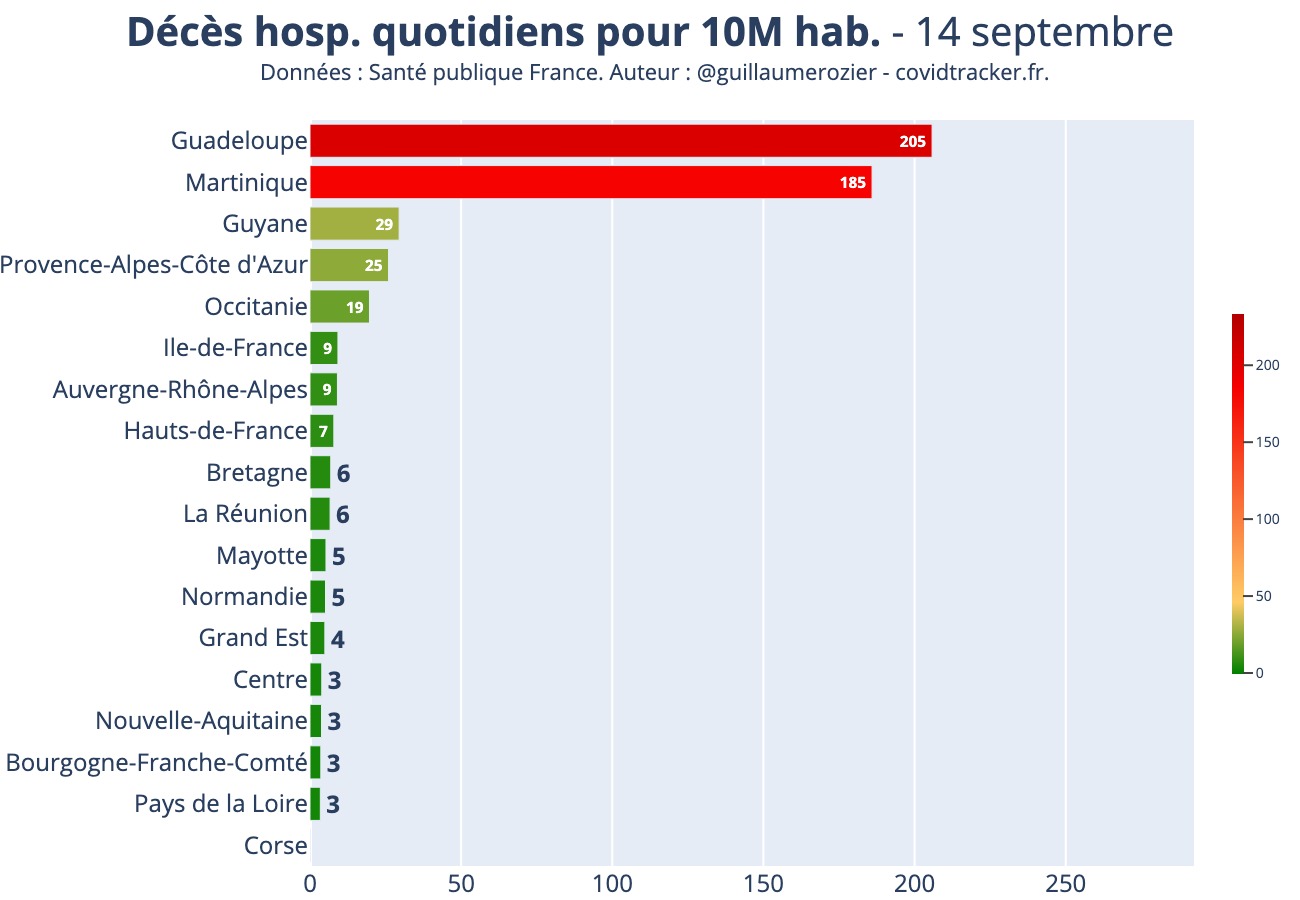 Décès hosp. quotidiens pour 10M hab. - 14 septembre
Données : Santé publique France. Auteur : @guillaumerozier - covidtracker.fr.
Guadeloupe 205
Martinique 185
Guyane 29
Provence-Alpes-Côte d'Azur 25
Occitanie 19
Ile-de-France 9
Auvergne-Rhône-Alpes 9
Hauts-de-France 7
Bretagne 6
La Réunion 6
Mayotte 5
Normandie 5
Grand Est 4
Centre 3
Nouvelle-Aquitaine 3
Bourgogne-Franche-Comté 3
Pays de la Loire 3
Corse
0 50 100 150 200 250
200
150
100
50
0